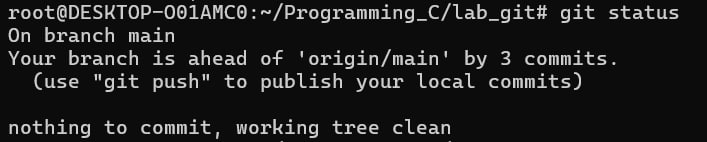 root@DESKTOP-O01AMC0:~/Programming_C/lab_git# git status
On branch main
Your branch is ahead of 'origin/main' by 3 commits.
  (use "git push" to publish your local commits)

nothing to commit, working tree clean